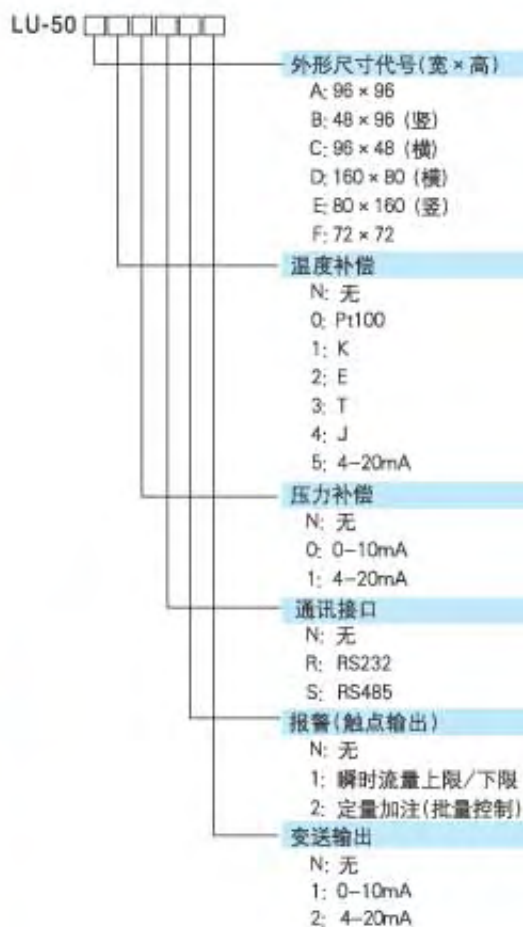 LU-50 □□□□□□
外形尺寸代号(宽×高)
A: 96×96
B: 48×96 (竖)
C: 96×48 (横)
D: 160×80 (横)
E: 80×160 (竖)
F: 72×72
温度补偿
N: 无
0: Pt100
1: K
2: E
3: T
4: J
5: 4-20mA
压力补偿
N: 无
0: 0-10mA
1: 4-20mA
通讯接口
N: 无
R: RS232
S: RS485
报警(触点输出)
N: 无
1: 瞬时流量上限/下限
2: 定量加注(批量控制)
变送输出
N: 无
1: 0-10mA
2: 4-20mA